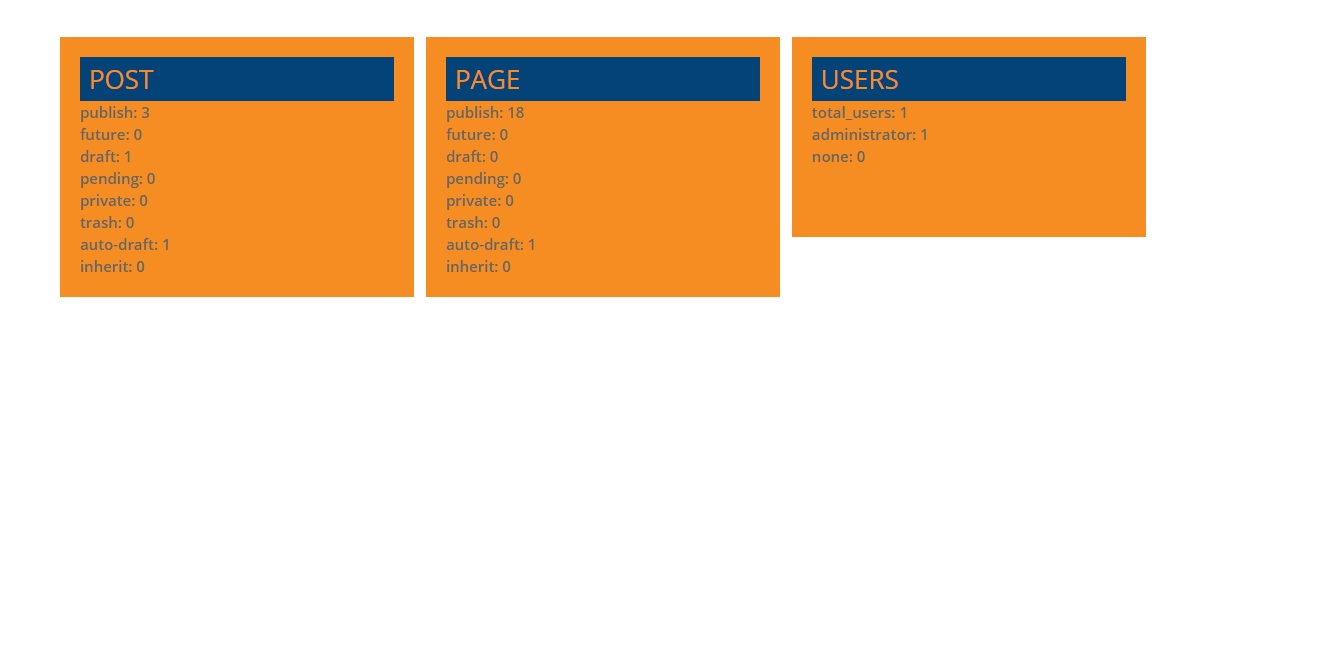 POST
publish: 3
future: 0
draft: 1
pending: 0
private: 0
trash: 0
auto-draft: 1
inherit: 0
PAGE
publish: 18
future: 0
draft: 0
pending: 0
private: 0
trash: 0
auto-draft: 1
inherit: 0
USERS
total_users: 1
administrator: 1
none: 0